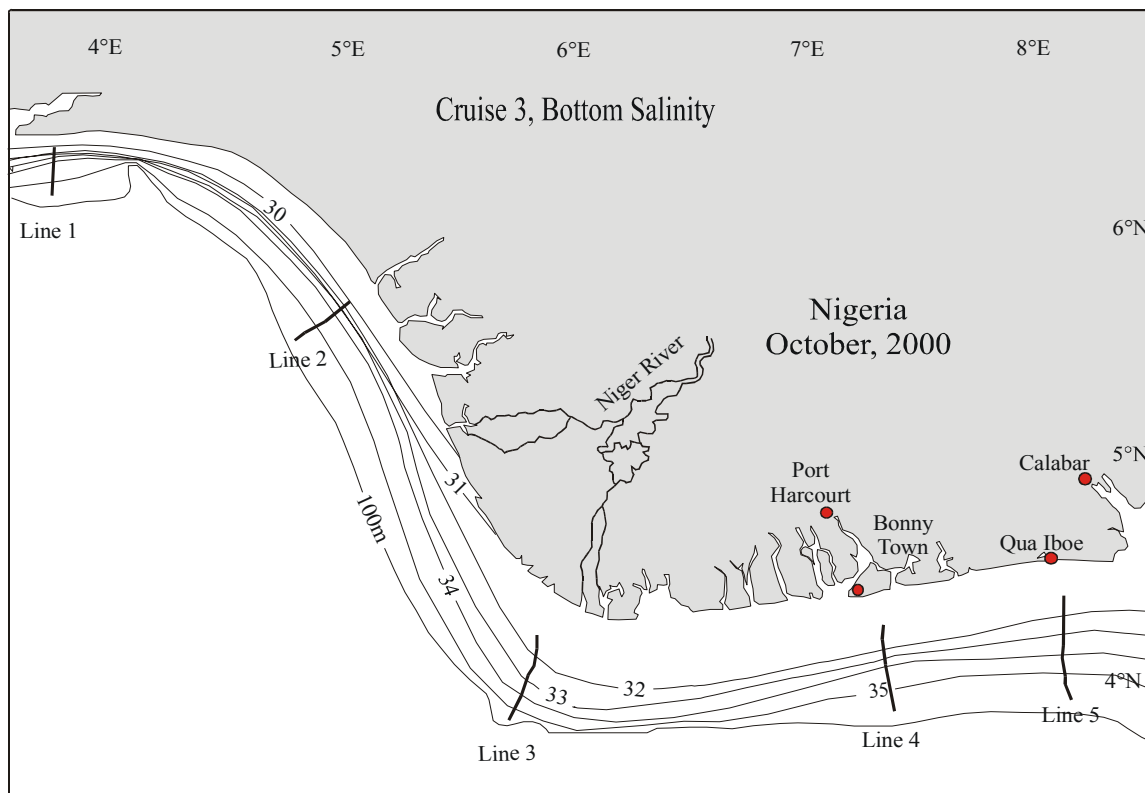 4°E
5°E
6°E
7°E
8°E
Cruise 3, Bottom Salinity
30
Line 1
6°N
Nigeria
October, 2000
Line 2
Niger River
5°N
Port
Harcourt
Calabar
31
100m
Bonny
Town
Qua Iboe
34
32
33
35
4°N
Line 3
Line 4
Line 5